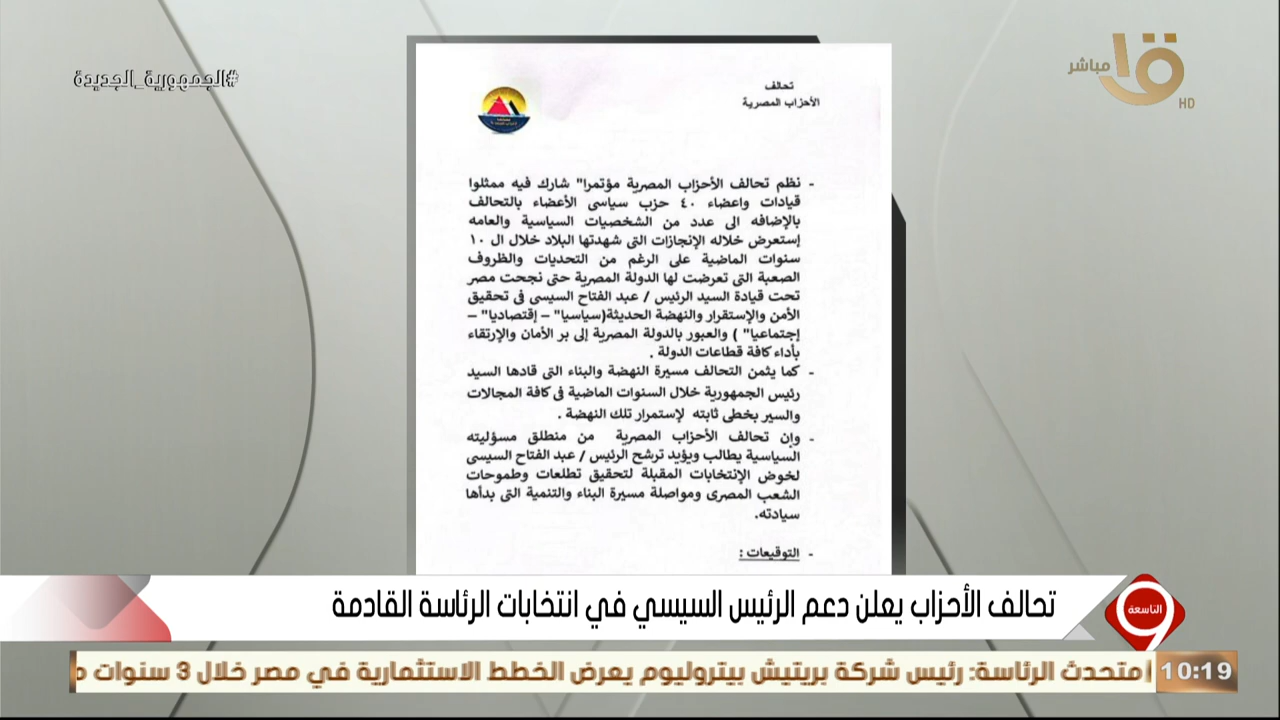 #الجمهورية_الجديدة
مباشر
HD
تحالف
الأحزاب المصرية
- نظم تحالف الأحزاب المصرية مؤتمرا" شارك فيه ممثلوا
قيادات واعضاء ٤٠ حزب سياسى الأعضاء بالتحالف
بالإضافه الى عدد من الشخصيات السياسية والعامه
إستعرض خلاله الإنجازات التى شهدتها البلاد خلال ال ١٠
سنوات الماضية على الرغم من التحديات والظروف
الصعبة التى تعرضت لها الدولة المصرية حتى نجحت مصر
تحت قيادة السيد الرئيس / عبد الفتاح السيسى فى تحقيق
الأمن والإستقرار والنهضة الحديثة(سياسيا" – إقتصاديا" –
إجتماعيا" ) والعبور بالدولة المصرية إلى بر الأمان والإرتقاء
بأداء كافة قطاعات الدولة .
- كما يثمن التحالف مسيرة النهضة والبناء التى قادها السيد
رئيس الجمهورية خلال السنوات الماضية فى كافة المجالات
والسير بخطى ثابته لإستمرار تلك النهضة .
- وإن تحالف الأحزاب المصرية من منطلق مسؤليته
السياسية يطالب ويؤيد ترشح الرئيس / عبد الفتاح السيسى
لخوض الإنتخابات المقبلة لتحقيق تطلعات وطموحات
الشعب المصرى ومواصلة مسيرة البناء والتنمية التى بدأها
سيادته.
- التوقيعات :
التاسعة
9
تحالف الأحزاب يعلن دعم الرئيس السيسي في انتخابات الرئاسة القادمة
10:19
متحدث الرئاسة: رئيس شركة بريتيش بيتروليوم يعرض الخطط الاستثمارية في مصر خلال 3 سنوات